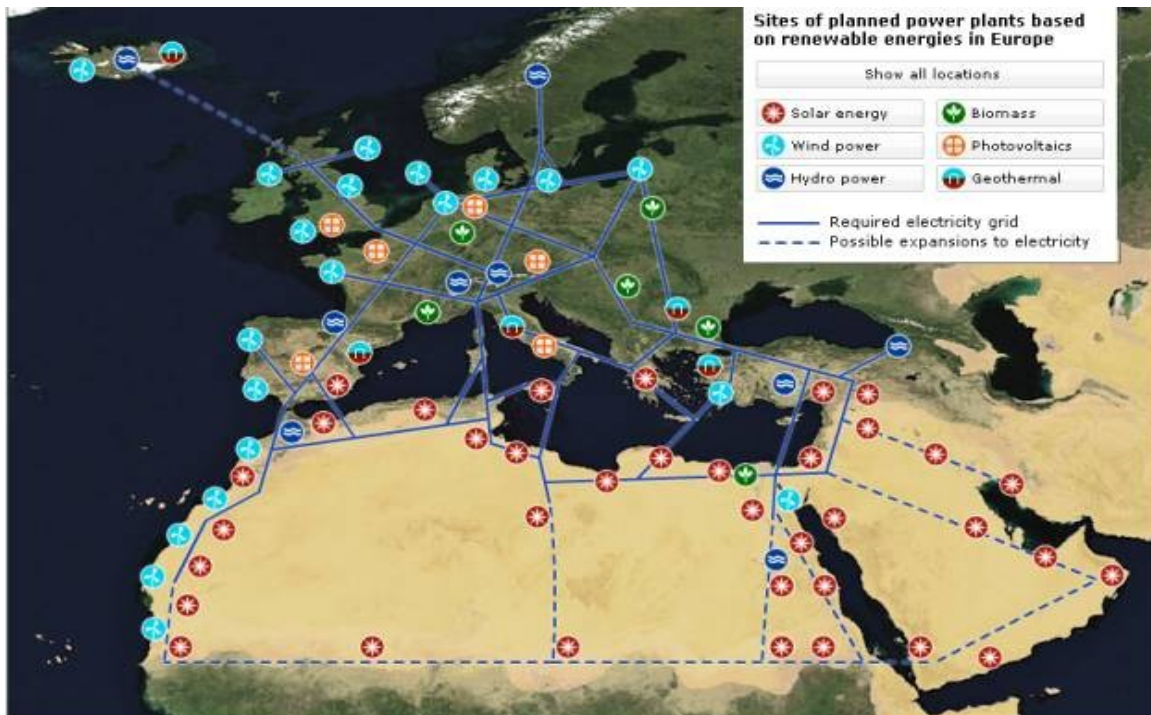 Sites of planned power plants based
on renewable energies in Europe
Show all locations
Solar energy
Biomass
Wind power
Photovoltaics
Hydro power
Geothermal
Required electricity grid
Possible expansions to electricity